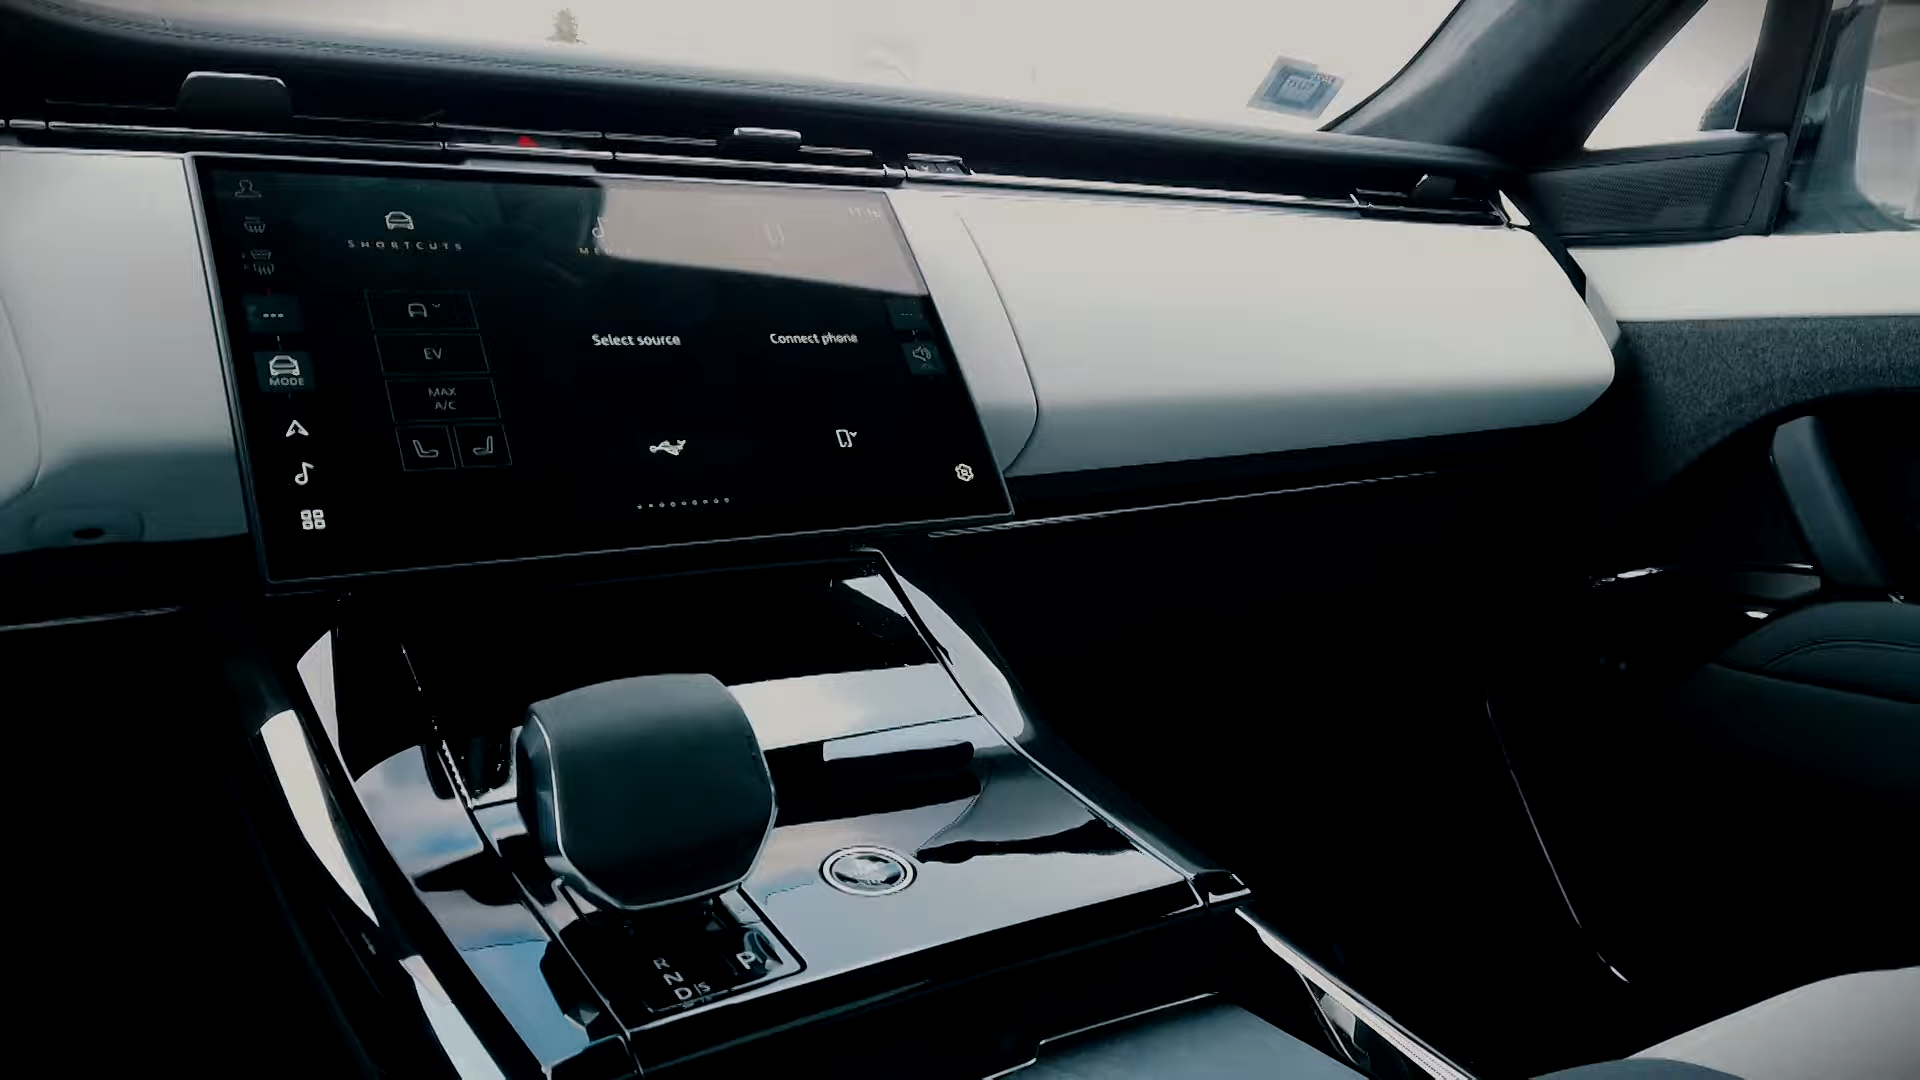 SHORTCUTS
Select source
Connect phone
EV
MODE
MAX
A/C
R
N
D/S
P